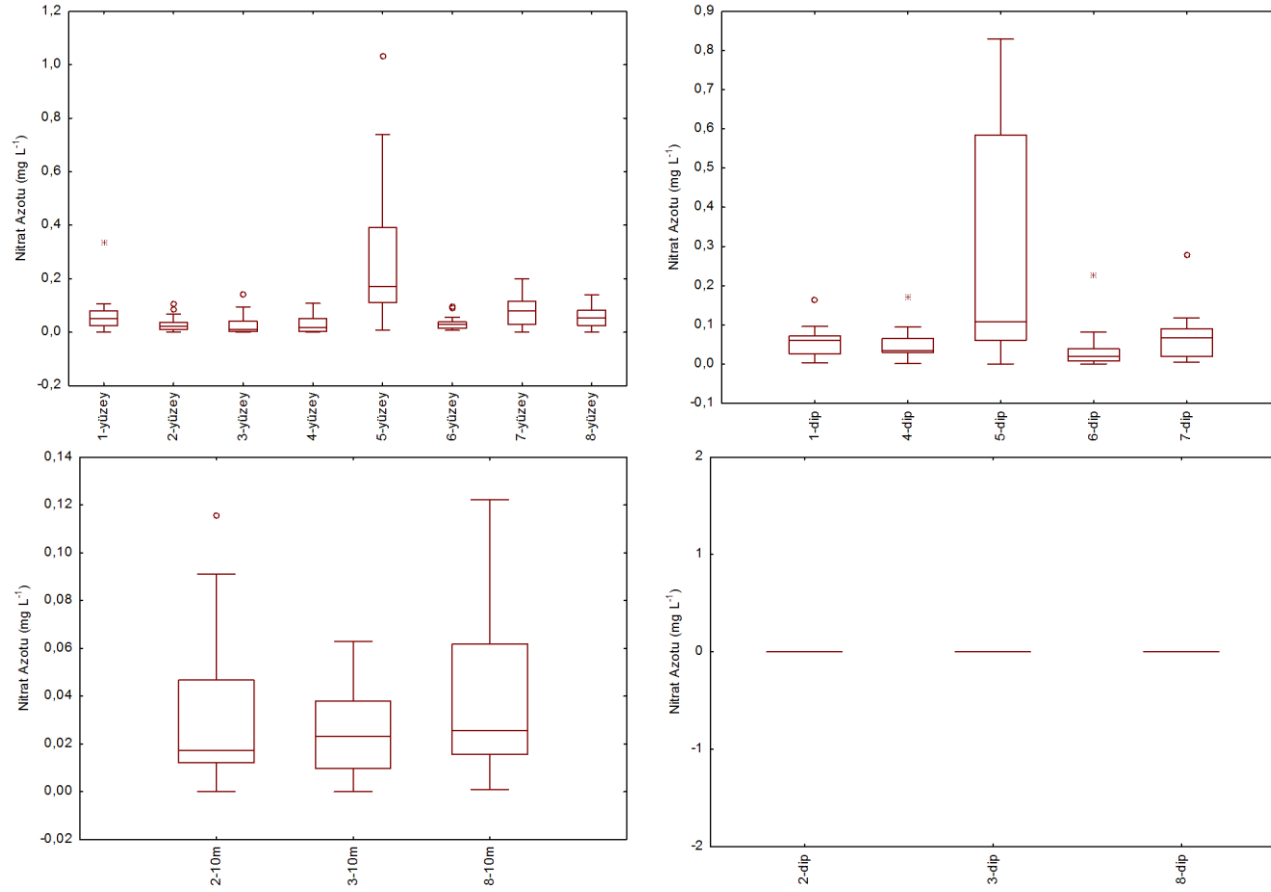 Nitrat Azotu (mg L⁻¹)
1,2
1,0
0,8
0,6
0,4
0,2
0,0
-0,2
1-yüzey
2-yüzey
3-yüzey
4-yüzey
5-yüzey
6-yüzey
7-yüzey
8-yüzey
Nitrat Azotu (mg L⁻¹)
0,9
0,8
0,7
0,6
0,5
0,4
0,3
0,2
0,1
0,0
-0,1
1-dip
4-dip
5-dip
6-dip
7-dip
Nitrat Azotu (mg L⁻¹)
0,14
0,12
0,10
0,08
0,06
0,04
0,02
0,00
-0,02
2-10m
3-10m
8-10m
Nitrat Azotu (mg L⁻¹)
2
1
0
-1
-2
2-dip
3-dip
8-dip